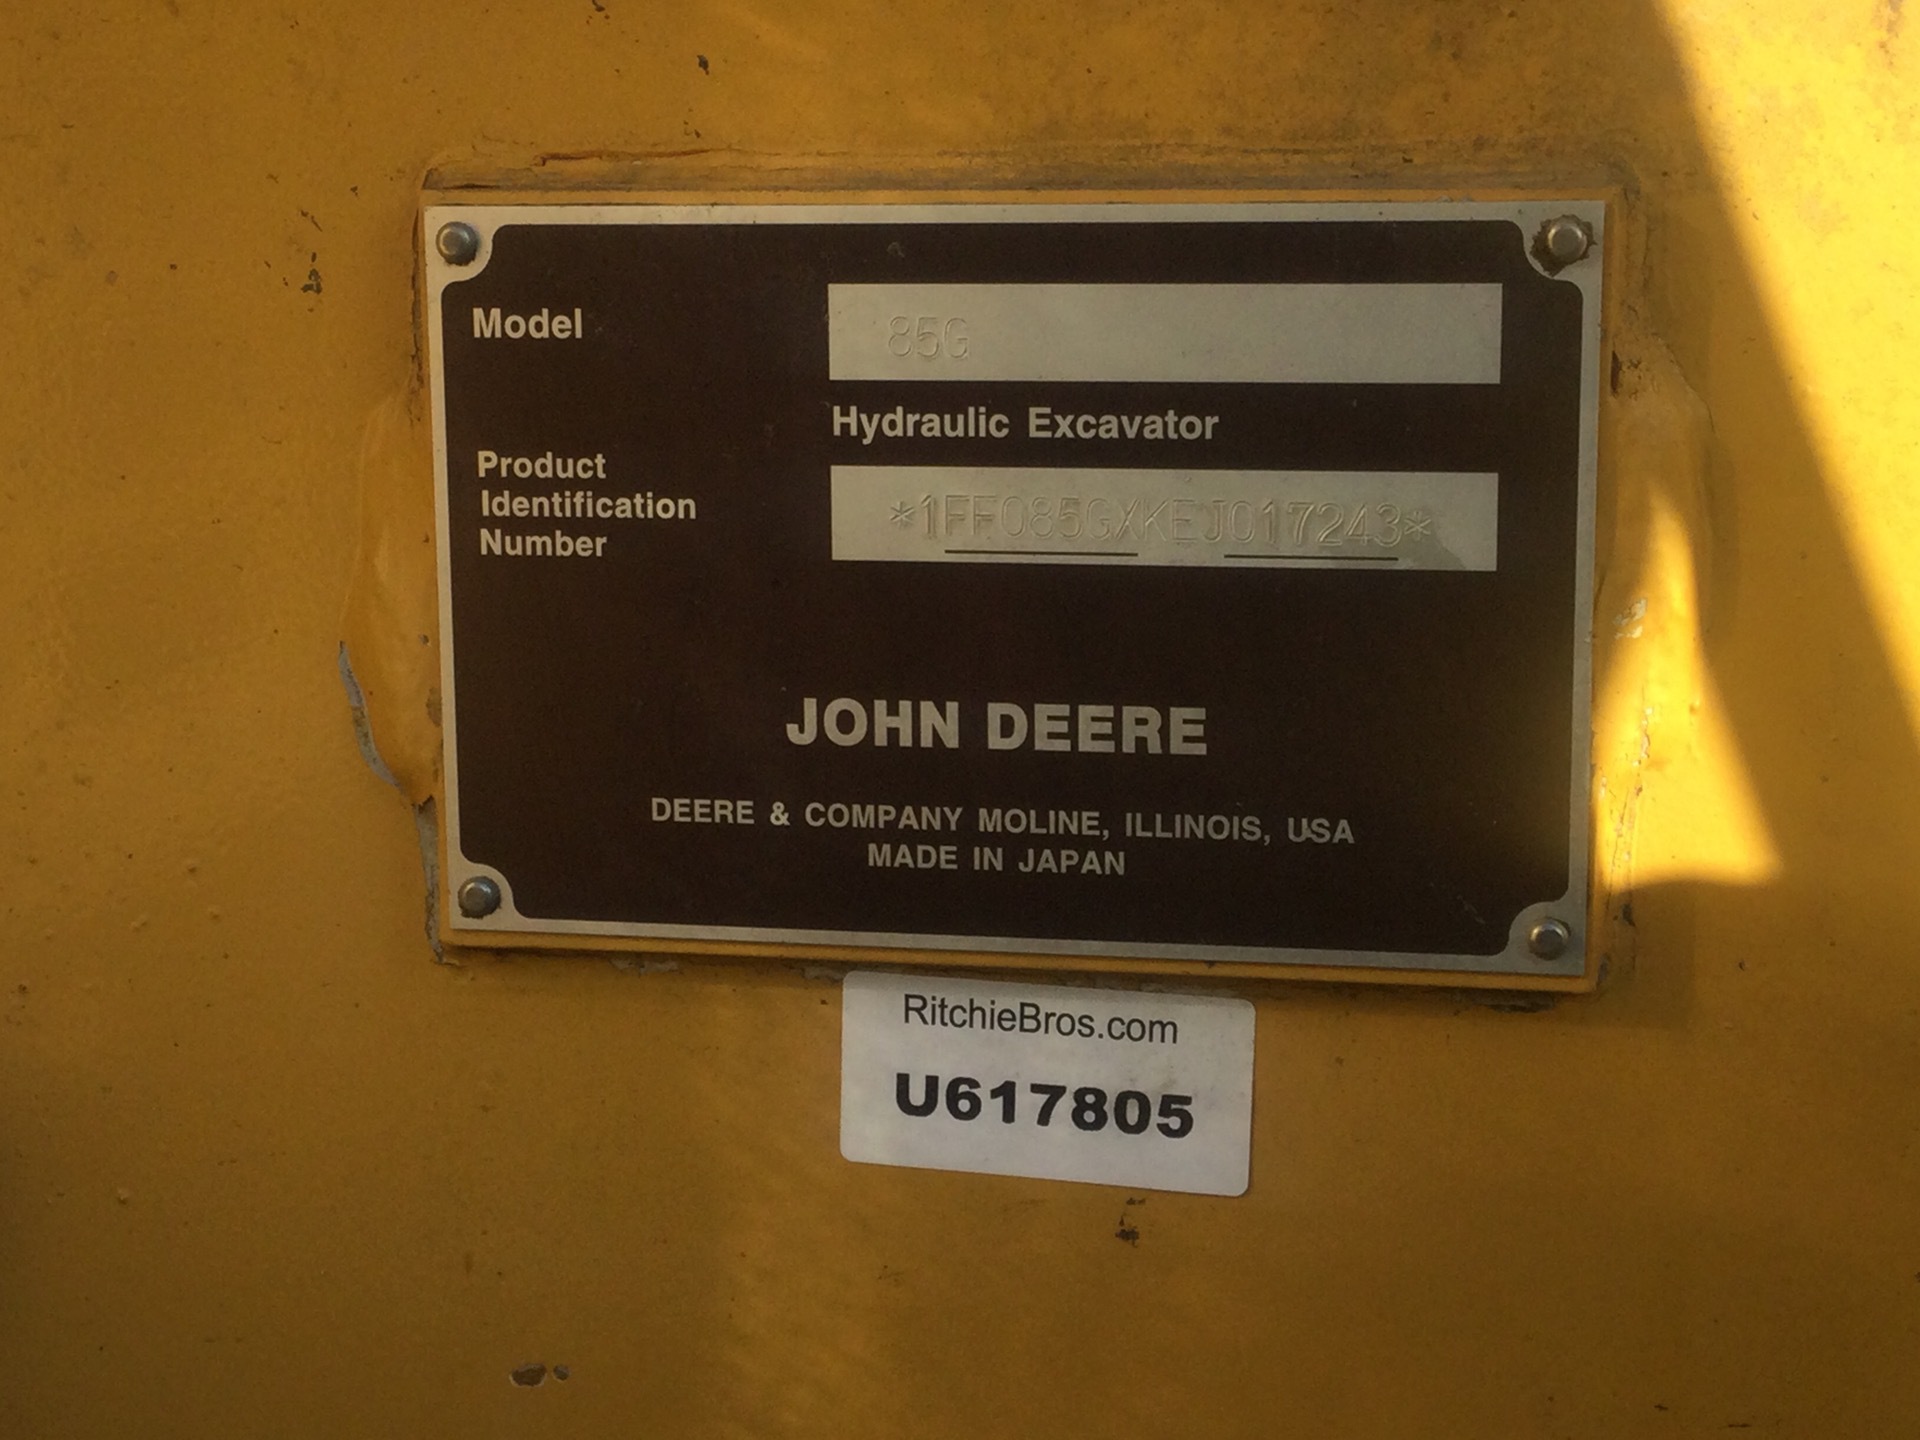 Model
85G
Hydraulic Excavator
Product
Identification
Number
*1FF085GXKEJ017243*
JOHN DEERE
DEERE & COMPANY MOLINE, ILLINOIS, USA
MADE IN JAPAN
RitchieBros.com
U617805